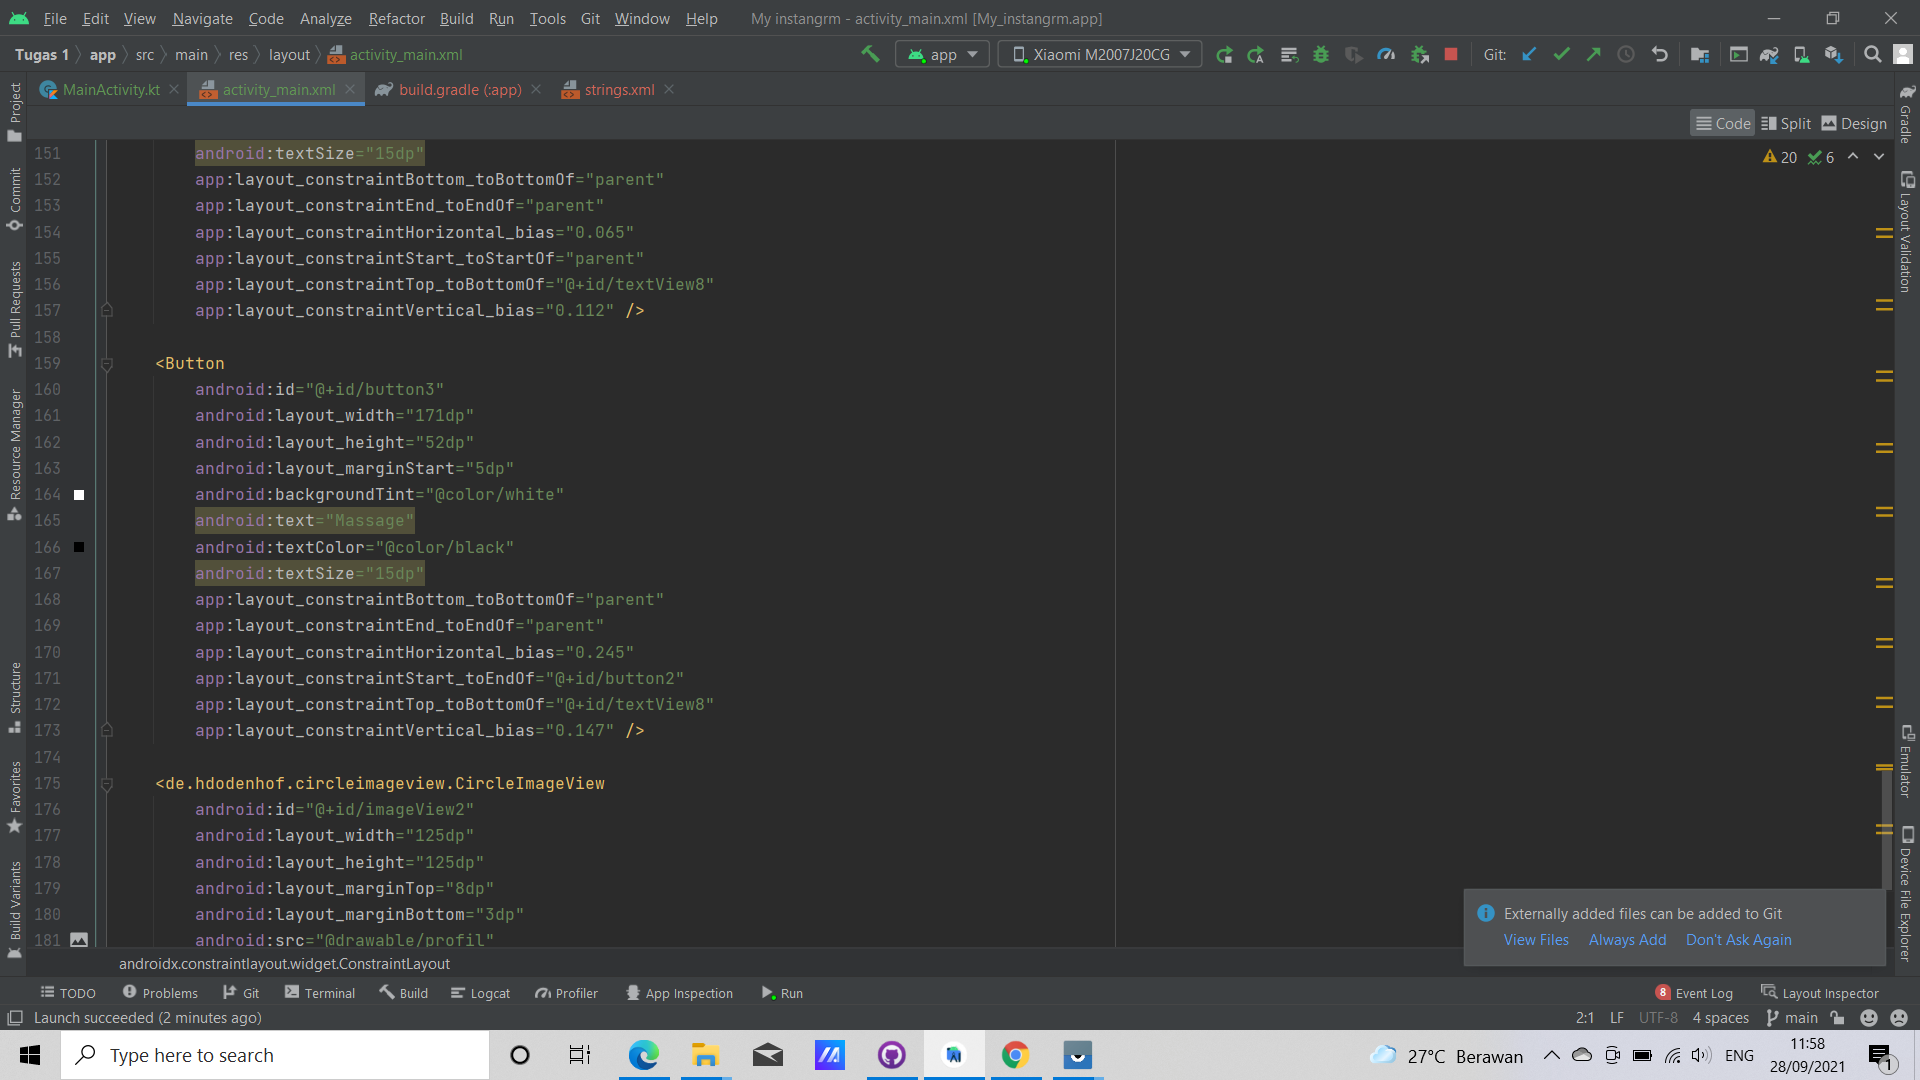 File Edit View Navigate Code Analyze Refactor Build Run Tools Git Window Help My instangrm - activity_main.xml [My_instangrm.app]
Tugas 1 app src main res layout activity_main.xml app Xiaomi M2007J20CG Git:
MainActivity.kt activity_main.xml build.gradle (:app) strings.xml
Code Split Design
20 6
151 android:textSize="15dp"
152 app:layout_constraintBottom_toBottomOf="parent"
153 app:layout_constraintEnd_toEndOf="parent"
154 app:layout_constraintHorizontal_bias="0.065"
155 app:layout_constraintStart_toStartOf="parent"
156 app:layout_constraintTop_toBottomOf="@+id/textView8"
157 app:layout_constraintVertical_bias="0.112" />
158
159 <Button
160 android:id="@+id/button3"
161 android:layout_width="171dp"
162 android:layout_height="52dp"
163 android:layout_marginStart="5dp"
164 android:backgroundTint="@color/white"
165 android:text="Massage"
166 android:textColor="@color/black"
167 android:textSize="15dp"
168 app:layout_constraintBottom_toBottomOf="parent"
169 app:layout_constraintEnd_toEndOf="parent"
170 app:layout_constraintHorizontal_bias="0.245"
171 app:layout_constraintStart_toEndOf="@+id/button2"
172 app:layout_constraintTop_toBottomOf="@+id/textView8"
173 app:layout_constraintVertical_bias="0.147" />
174
175 <de.hdodenhof.circleimageview.CircleImageView
176 android:id="@+id/imageView2"
177 android:layout_width="125dp"
178 android:layout_height="125dp"
179 android:layout_marginTop="8dp"
180 android:layout_marginBottom="3dp"
181 android:src="@drawable/profil"
androidx.constraintlayout.widget.ConstraintLayout
Project
Commit
Pull Requests
Resource Manager
Structure
Favorites
Build Variants
Gradle
Layout Validation
Emulator
Device File Explorer
Externally added files can be added to Git
View Files Always Add Don't Ask Again
TODO Problems Git Terminal Build Logcat Profiler App Inspection Run 8 Event Log Layout Inspector
Launch succeeded (2 minutes ago) 2:1 LF UTF-8 4 spaces main
Type here to search 27°C Berawan ENG 11:58
28/09/2021 1